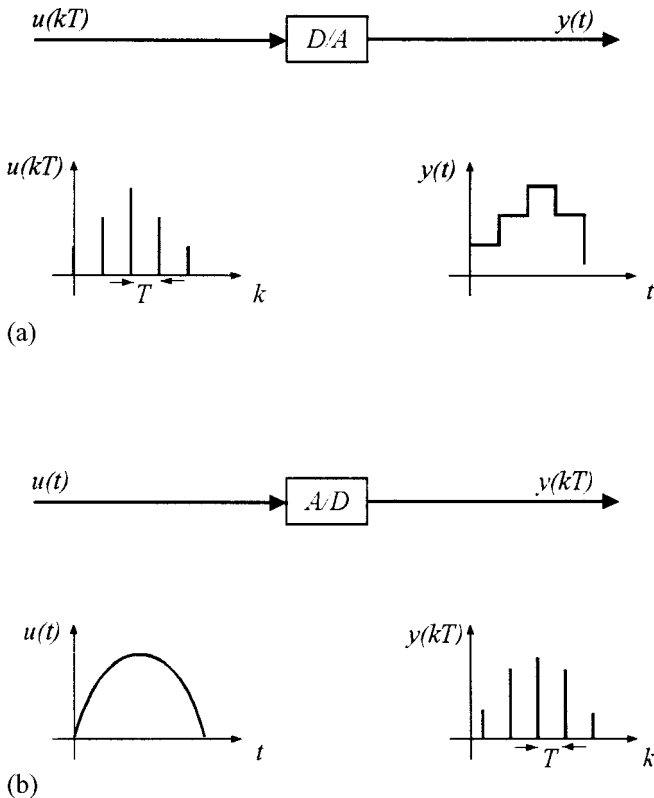 u(kT) D/A y(t)
u(kT) y(t)
T k t
(a)
u(t) A/D y(kT)
u(t) y(kT)
t T k
(b)